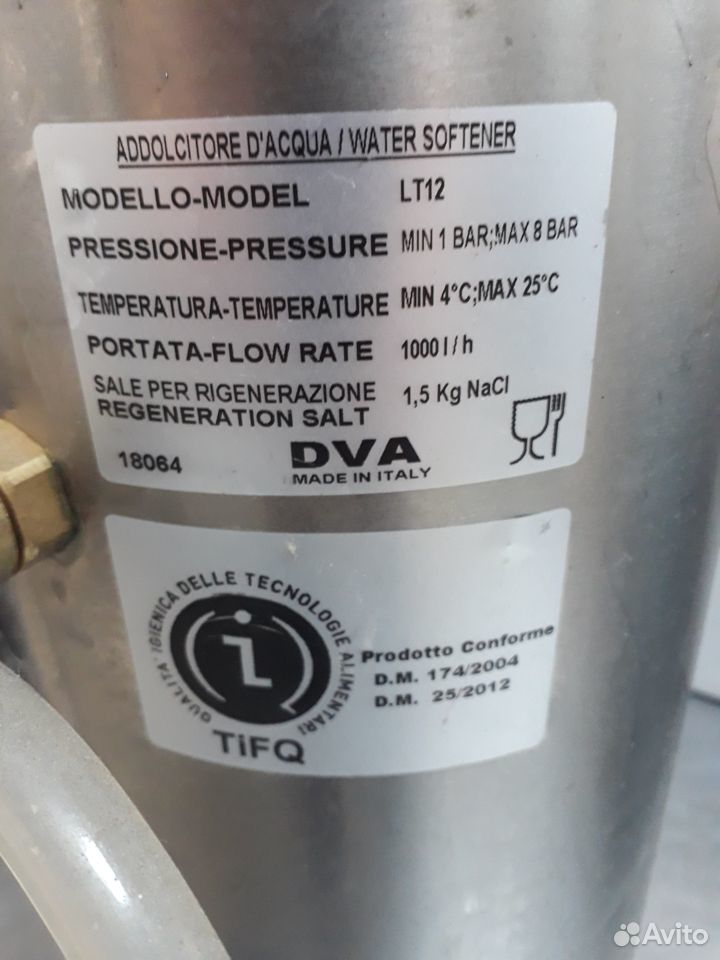 ADDOLCITORE D'ACQUA / WATER SOFTENER
MODELLO-MODEL LT12
PRESSIONE-PRESSURE MIN 1 BAR;MAX 8 BAR
TEMPERATURA-TEMPERATURE MIN 4°C;MAX 25°C
PORTATA-FLOW RATE 1000 l / h
SALE PER RIGENERAZIONE 1,5 Kg NaCl
REGENERATION SALT
18064 DVA
MADE IN ITALY
QUALITA' IGIENICA DELLE TECNOLOGIE ALIMENTARI
TiFQ
Prodotto Conforme
D.M. 174/2004
D.M. 25/2012
Avito